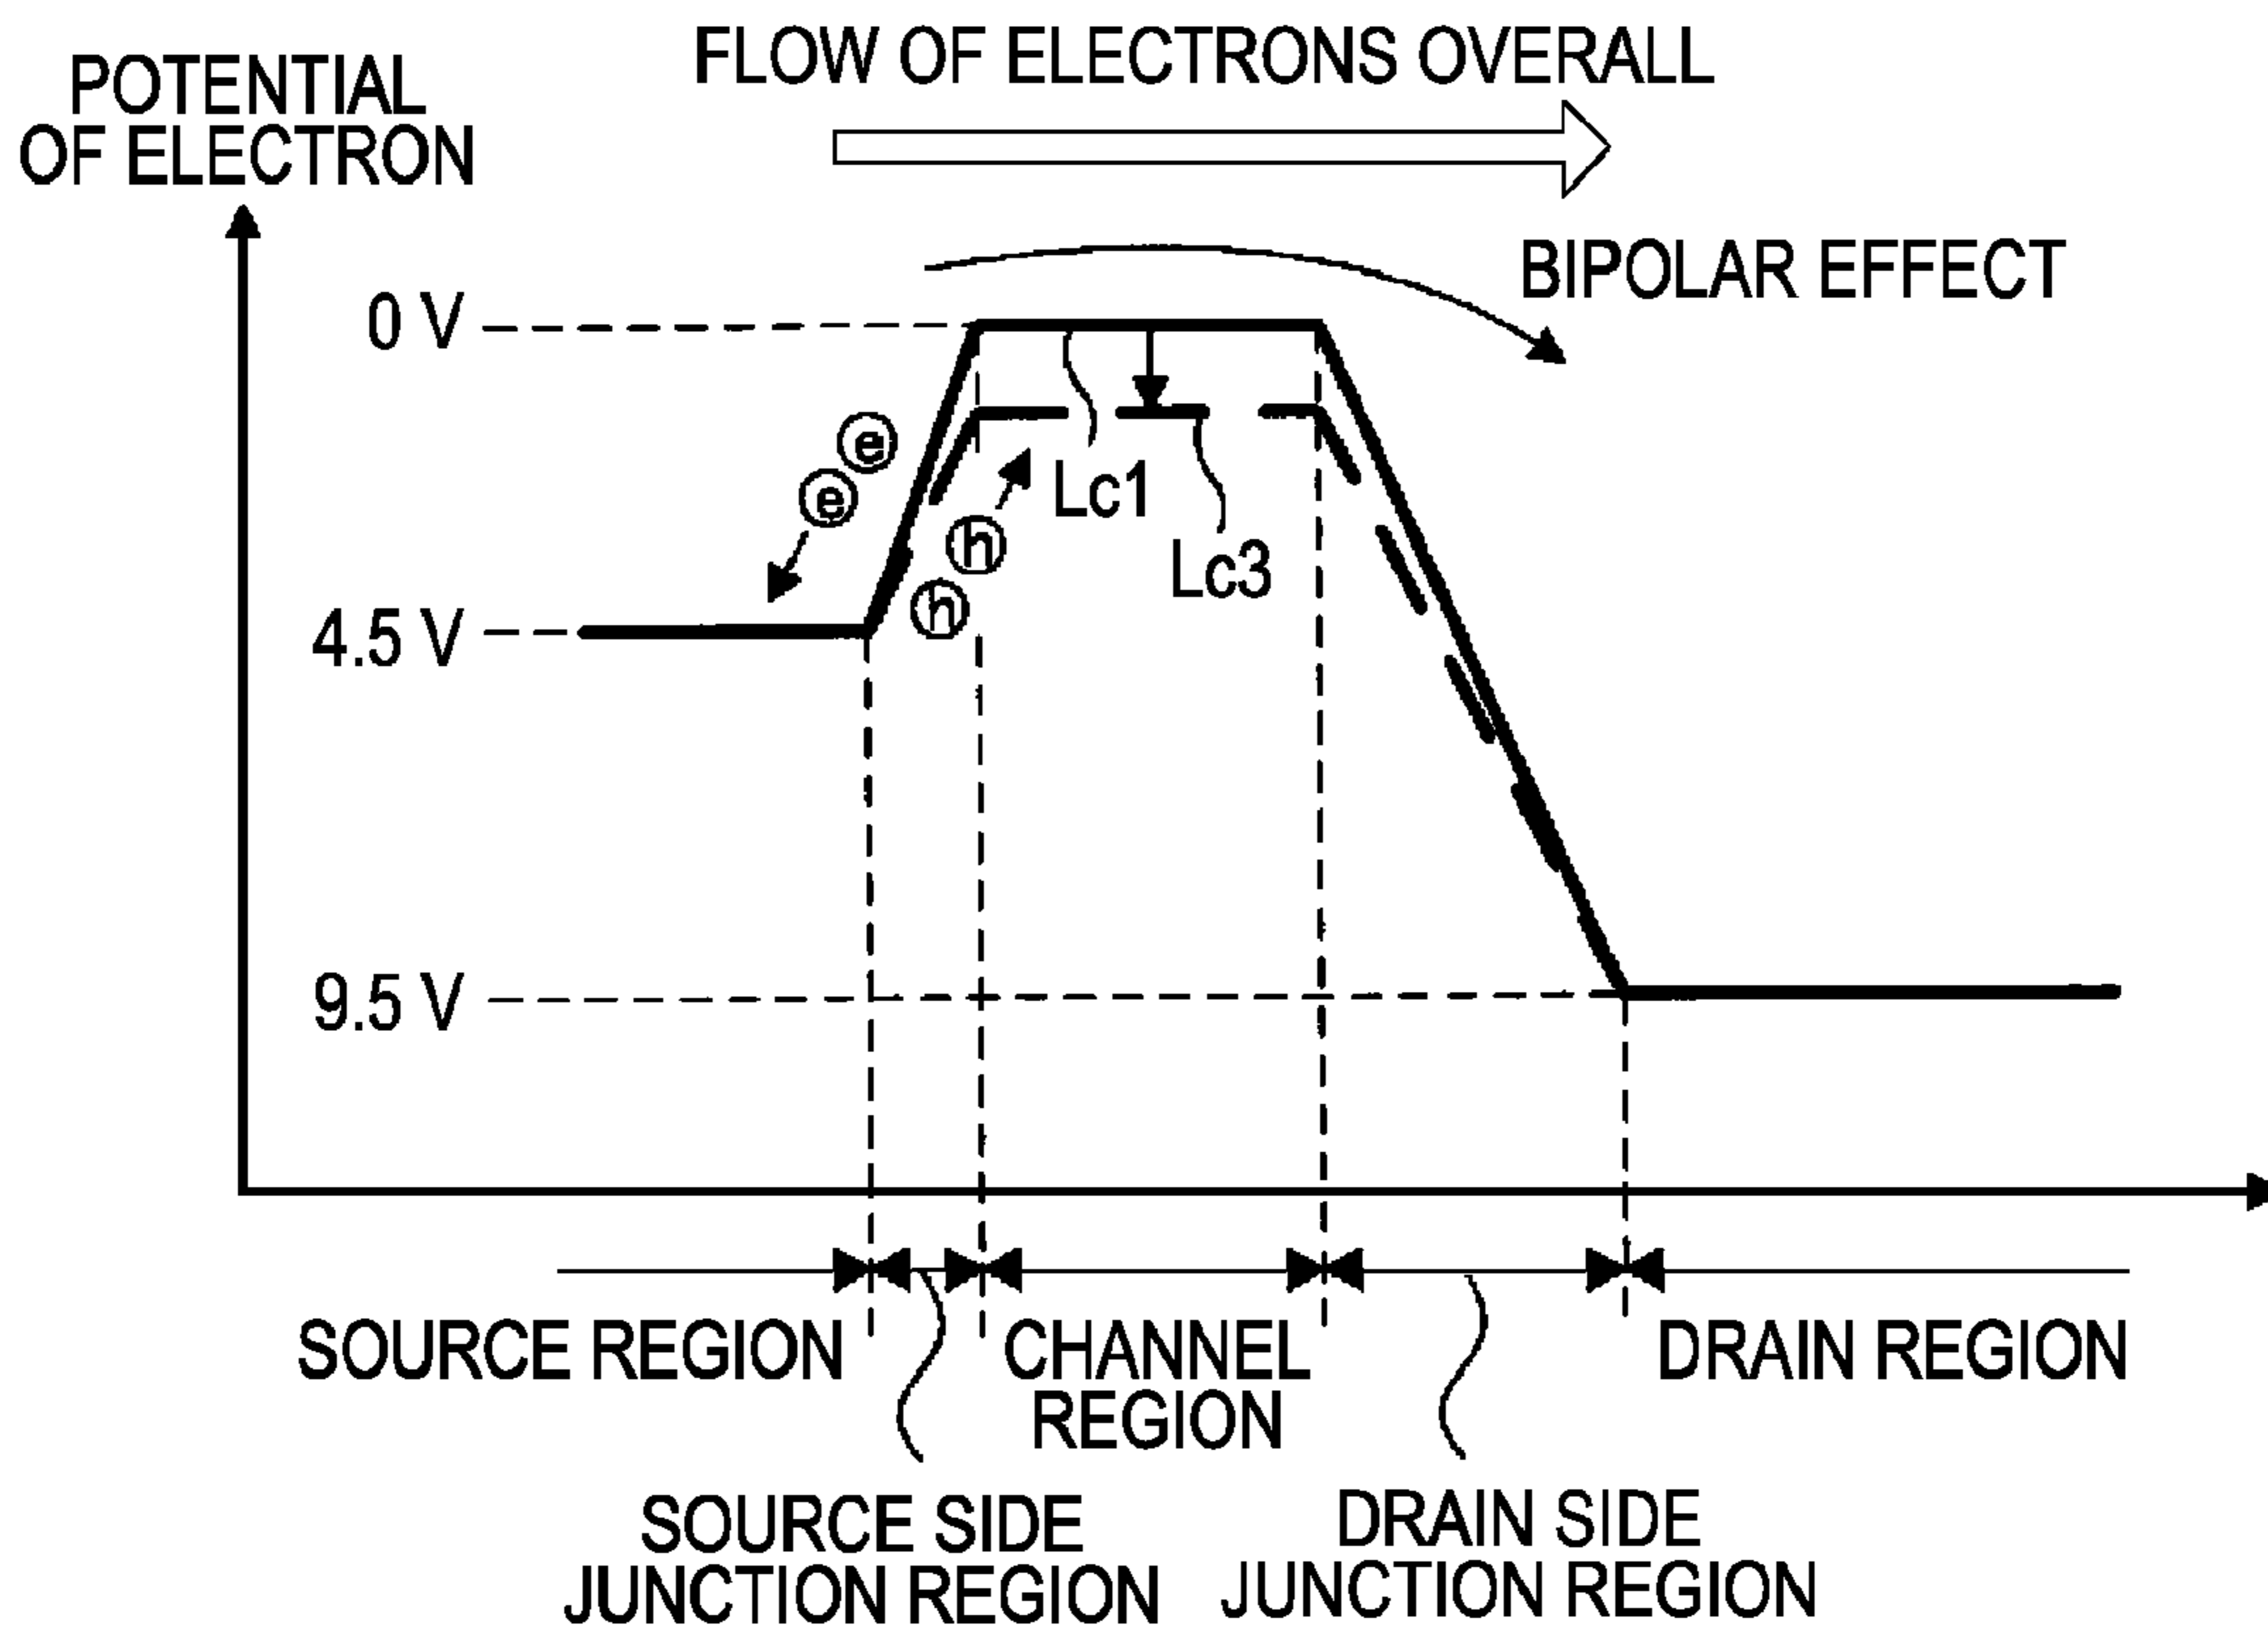 FLOW OF ELECTRONS OVERALL
POTENTIAL
OF ELECTRON
BIPOLAR EFFECT
0 V
e
e
Lc1
h
Lc3
h
4.5 V
9.5 V
SOURCE REGION
CHANNEL
REGION
DRAIN REGION
SOURCE SIDE
JUNCTION REGION
DRAIN SIDE
JUNCTION REGION